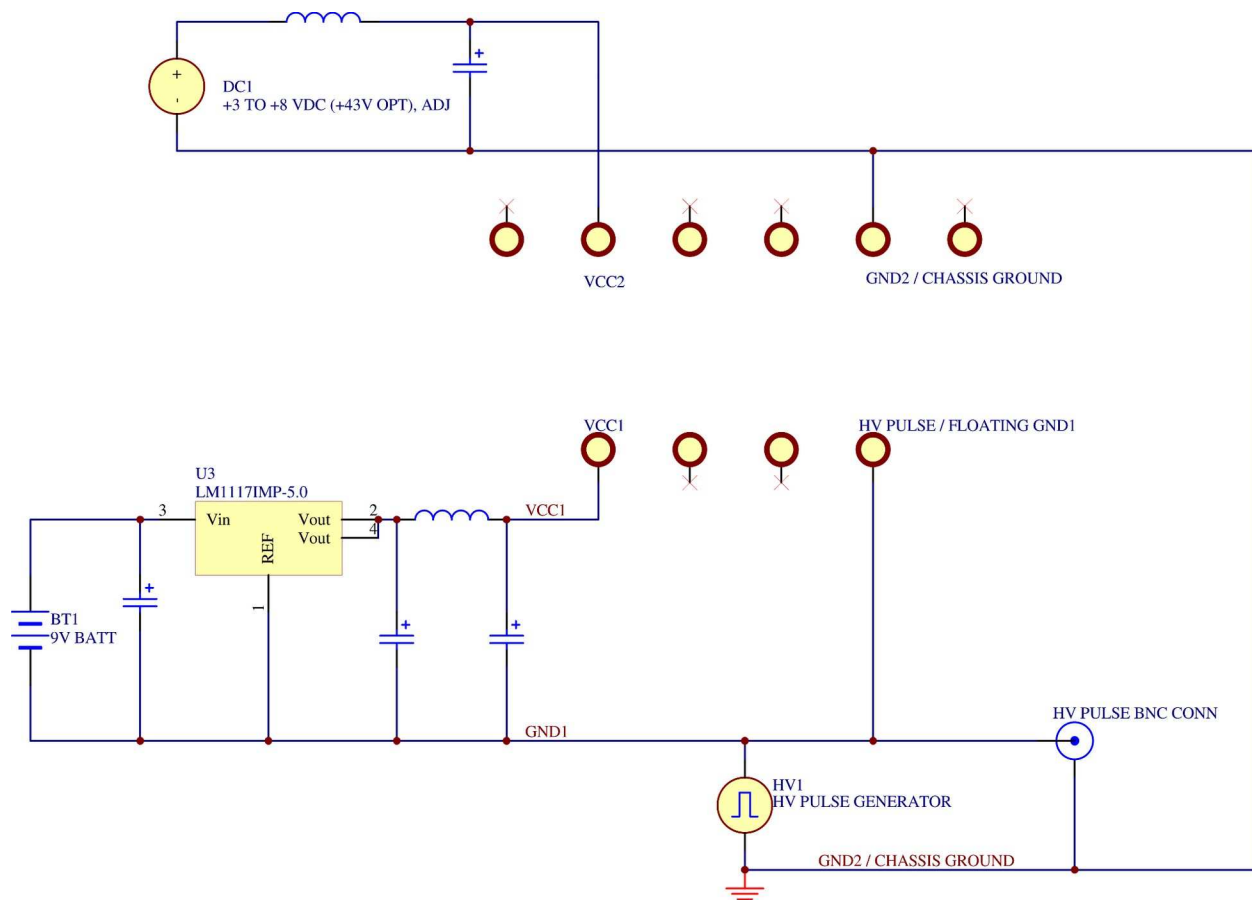 +
-
+
DC1
+3 TO +8 VDC (+43V OPT), ADJ
VCC2
GND2 / CHASSIS GROUND
VCC1
HV PULSE / FLOATING GND1
U3
LM1117IMP-5.0
3
Vin
Vout
2
VCC1
Vout
4
REF
1
+
+
+
BT1
9V BATT
GND1
HV PULSE BNC CONN
HV1
HV PULSE GENERATOR
GND2 / CHASSIS GROUND